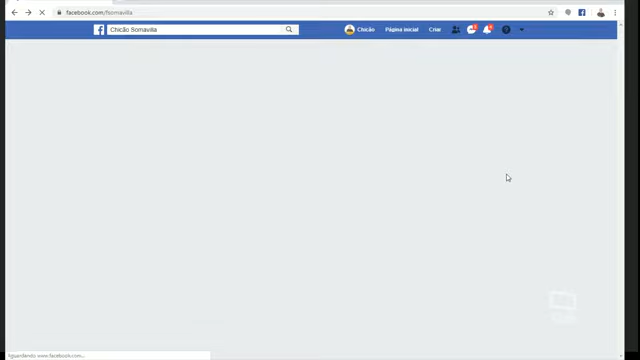 facebook.com/fsomavilla
f Chicão Somavilla
Chicão Página inicial Criar
Aguardando www.facebook.com...